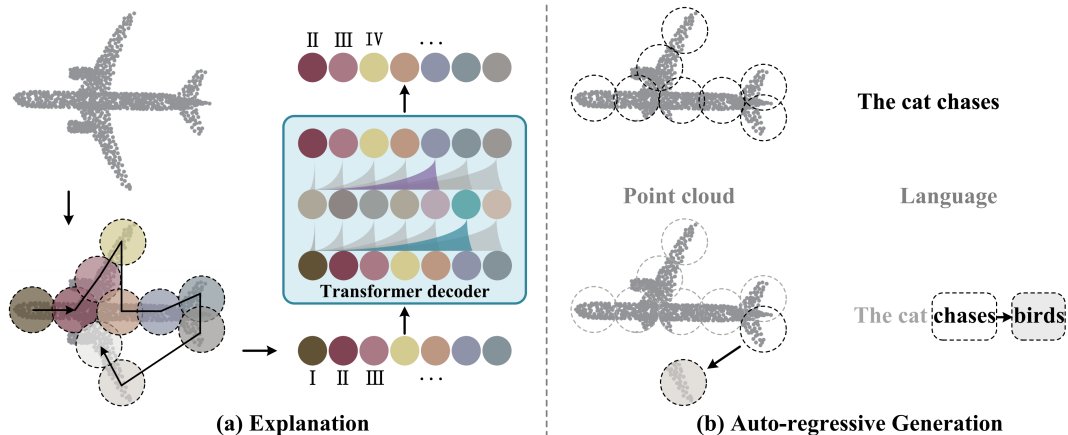 II III IV ...
Transformer decoder
I II III ...
(a) Explanation
The cat chases
Point cloud Language
The cat chases birds
(b) Auto-regressive Generation